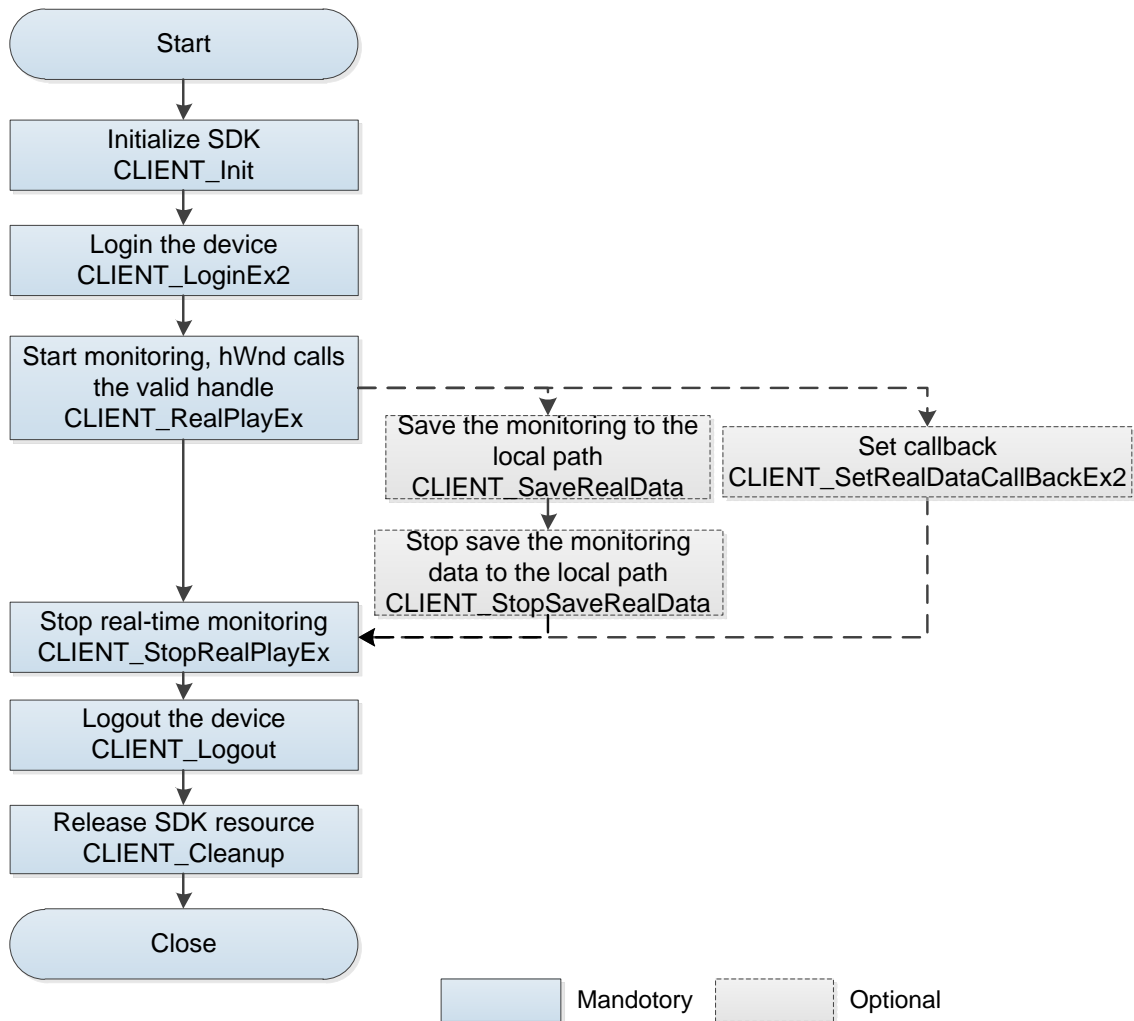 Start
Initialize SDK
CLIENT_Init
Login the device
CLIENT_LoginEx2
Start monitoring, hWnd calls
the valid handle
CLIENT_RealPlayEx
Save the monitoring to the
local path
CLIENT_SaveRealData
Set callback
CLIENT_SetRealDataCallBackEx2
Stop save the monitoring
data to the local path
CLIENT_StopSaveRealData
Stop real-time monitoring
CLIENT_StopRealPlayEx
Logout the device
CLIENT_Logout
Release SDK resource
CLIENT_Cleanup
Close
Mandotory
Optional